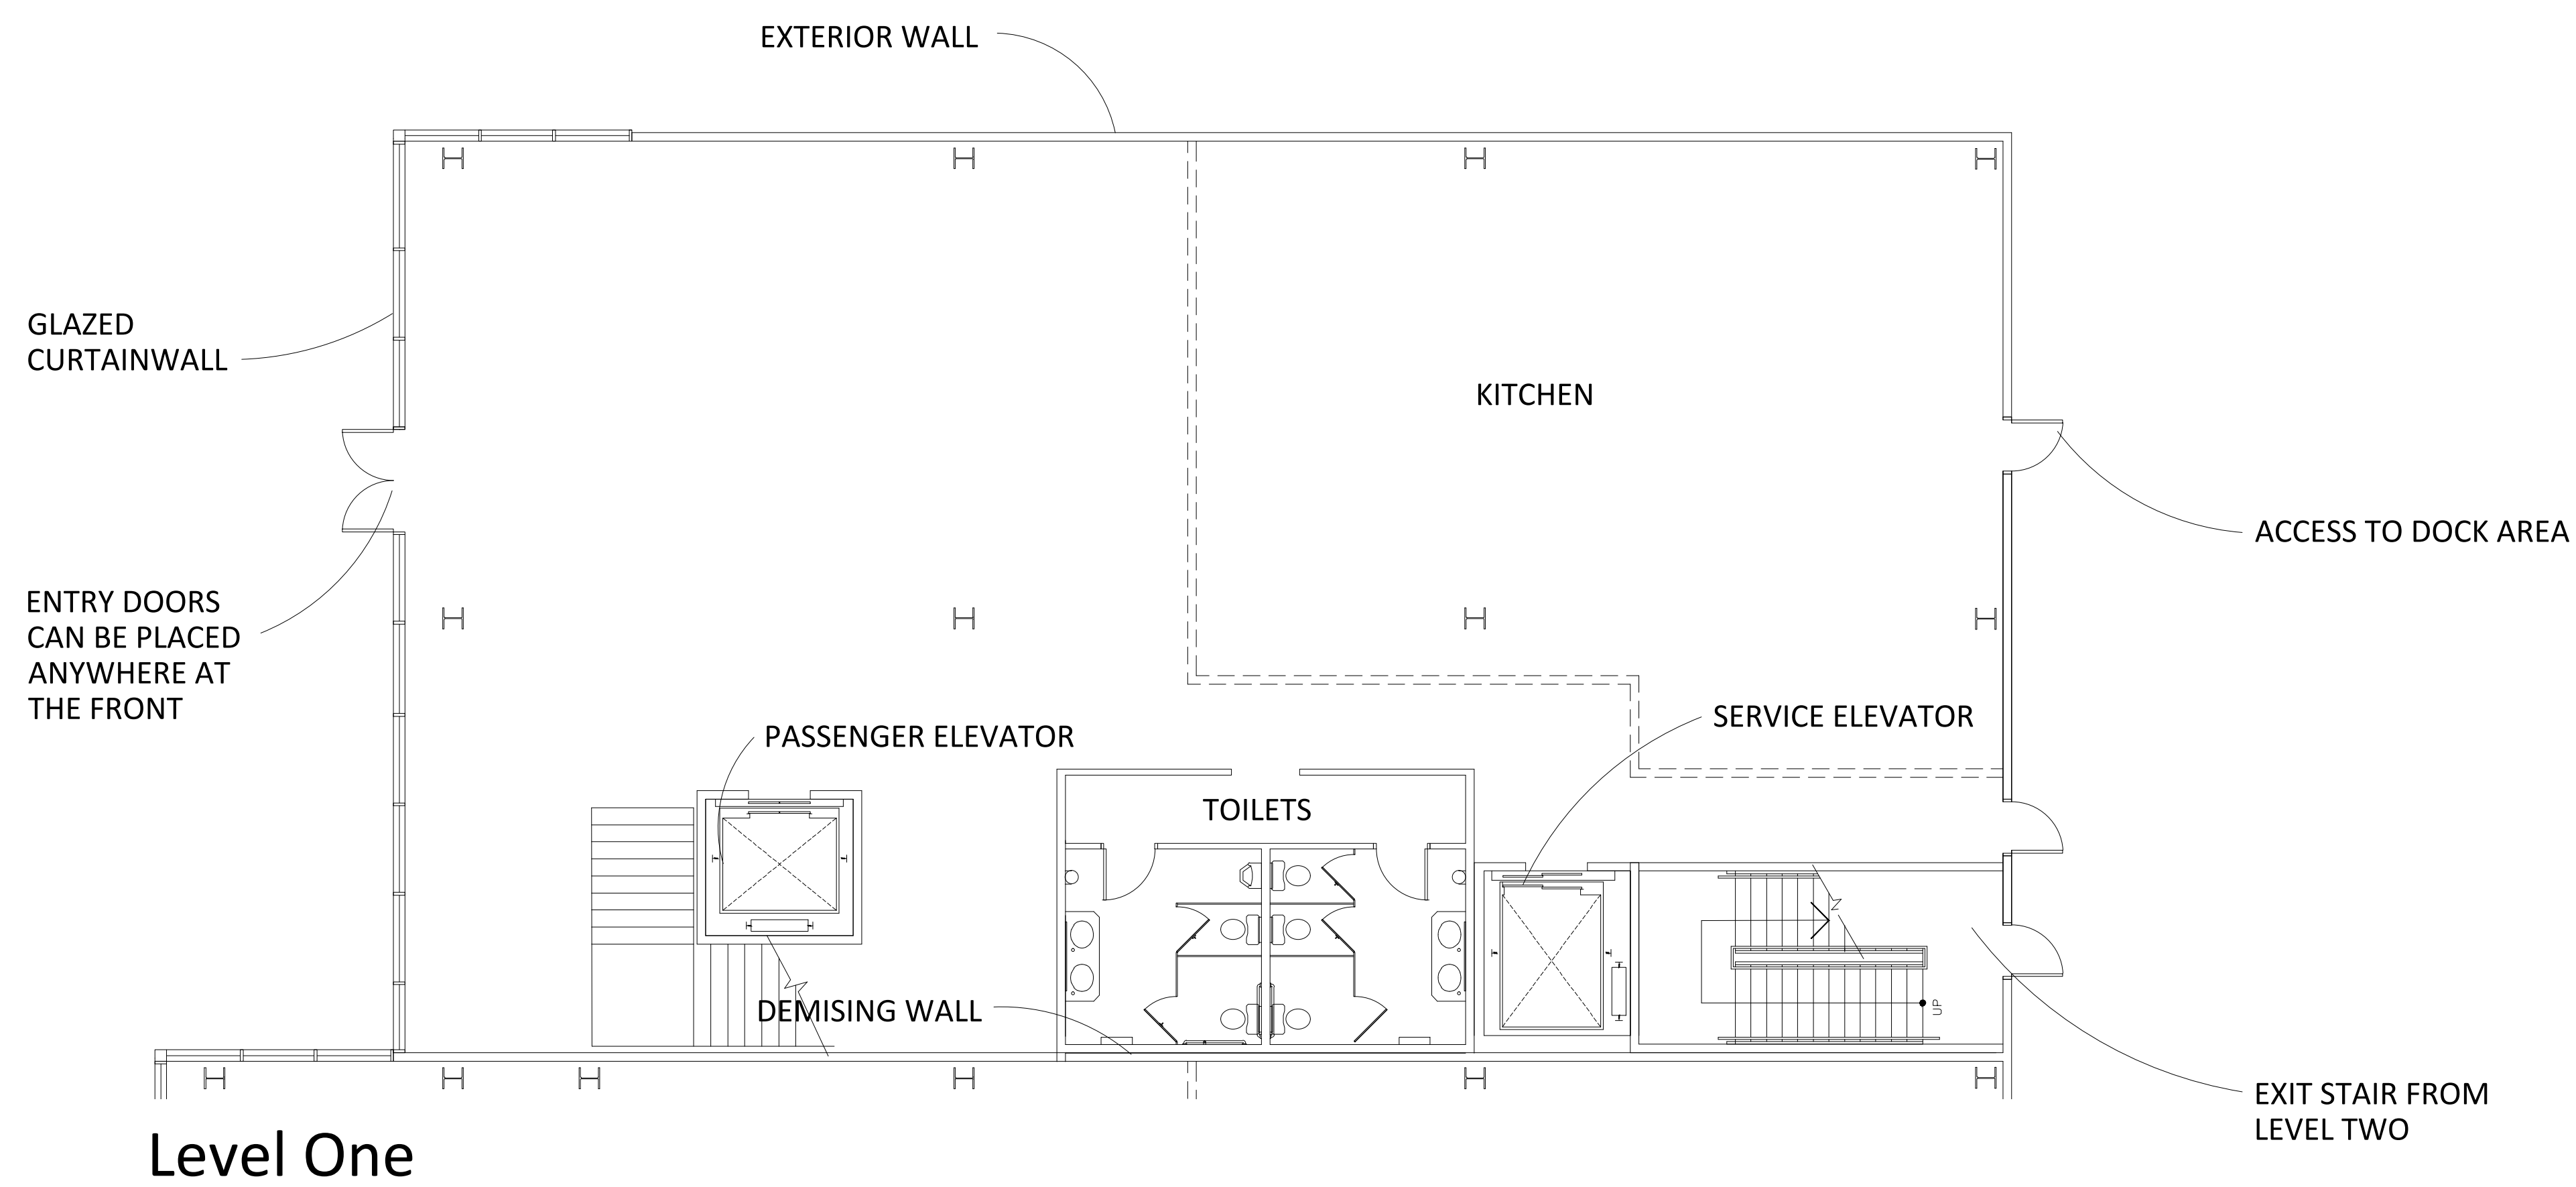 EXTERIOR WALL
GLAZED
CURTAINWALL
KITCHEN
ACCESS TO DOCK AREA
ENTRY DOORS
CAN BE PLACED
ANYWHERE AT
THE FRONT
PASSENGER ELEVATOR
SERVICE ELEVATOR
TOILETS
DEMISING WALL
UP
EXIT STAIR FROM
LEVEL TWO
Level One